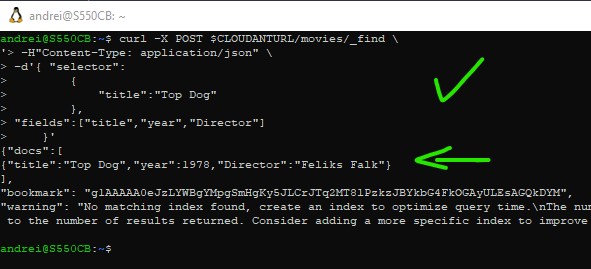 andrei@S550CB: ~
andrei@S550CB:~$ curl -X POST $CLOUDANTURL/movies/_find \
'> -H"Content-Type: application/json" \
> -d'{ "selector":
> {
> "title":"Top Dog"
> },
> "fields":["title","year","Director"]
> }'
{"docs":[
{"title":"Top Dog","year":1978,"Director":"Feliks Falk"}
],
"bookmark":
"warning": "No matching index found, create an index to optimize query time.\nThe nu
to the number of results returned. Consider adding a more specific index to improve
andrei@S550CB:~$